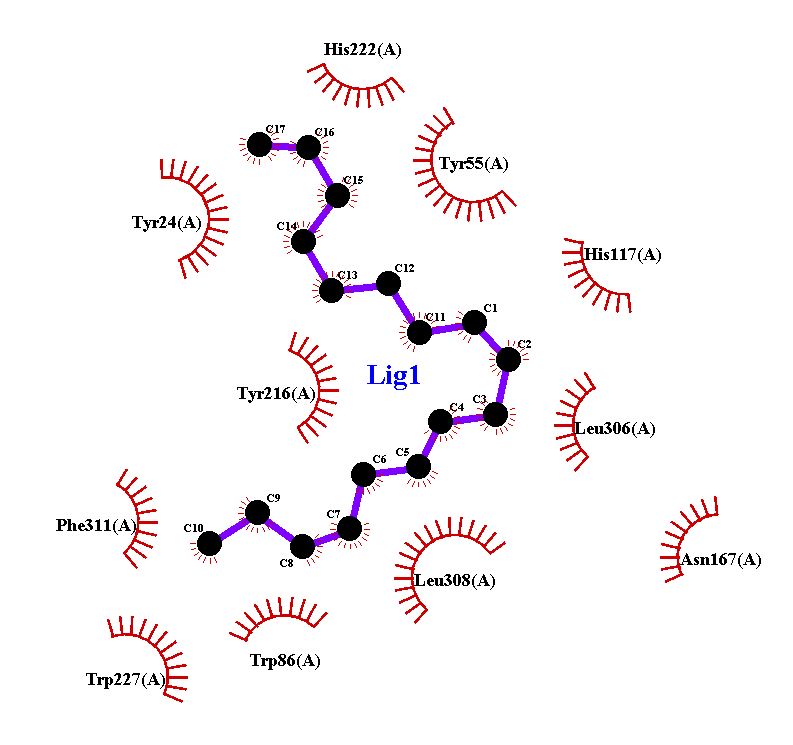 His222(A)
C17
C16
Tyr55(A)
C15
Tyr24(A)
C14
His117(A)
C12
C13
C1
C11
C2
Lig1
Tyr216(A)
C3
C4
Leu306(A)
C5
C6
C9
C7
C10
Phe311(A)
C8
Asn167(A)
Leu308(A)
Trp86(A)
Trp227(A)